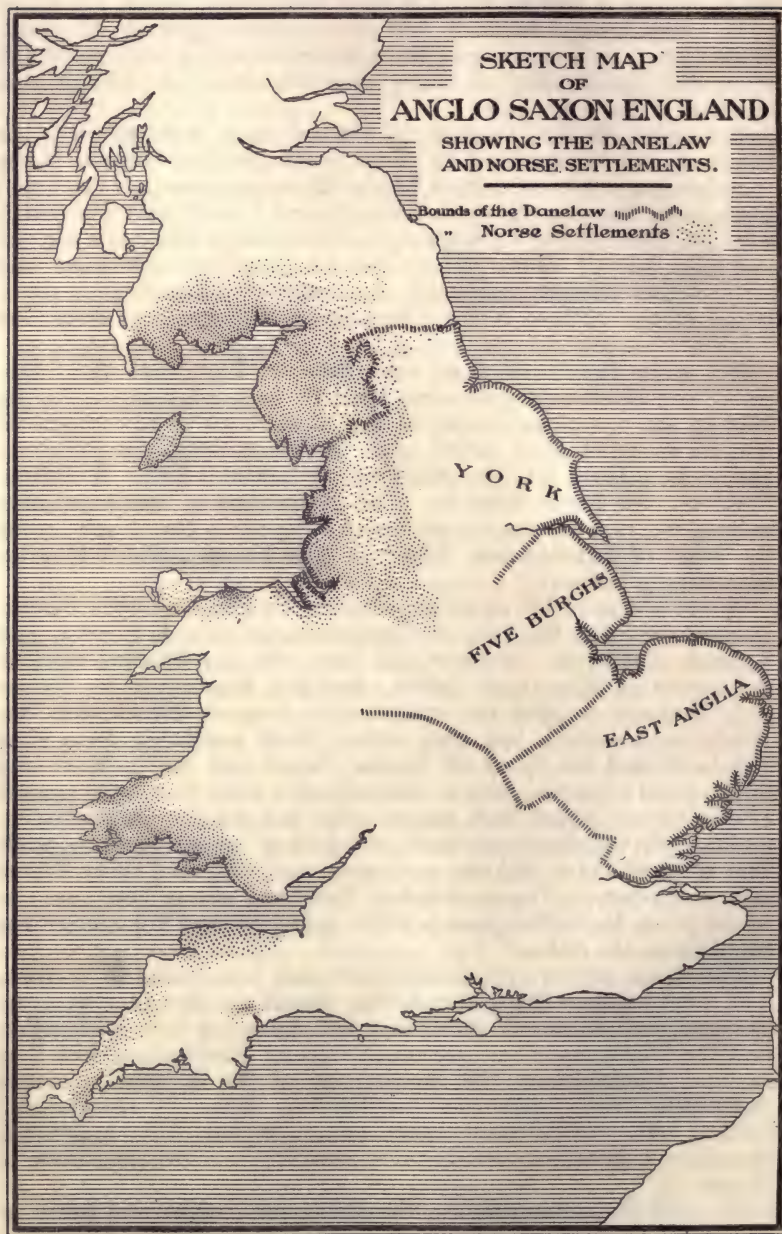 SKETCH MAP
OF
ANGLO SAXON ENGLAND
SHOWING THE DANELAW
AND NORSE SETTLEMENTS.
Bounds of the Danelaw
„ Norse Settlements
YORK
FIVE BURGHS
EAST ANGLIA